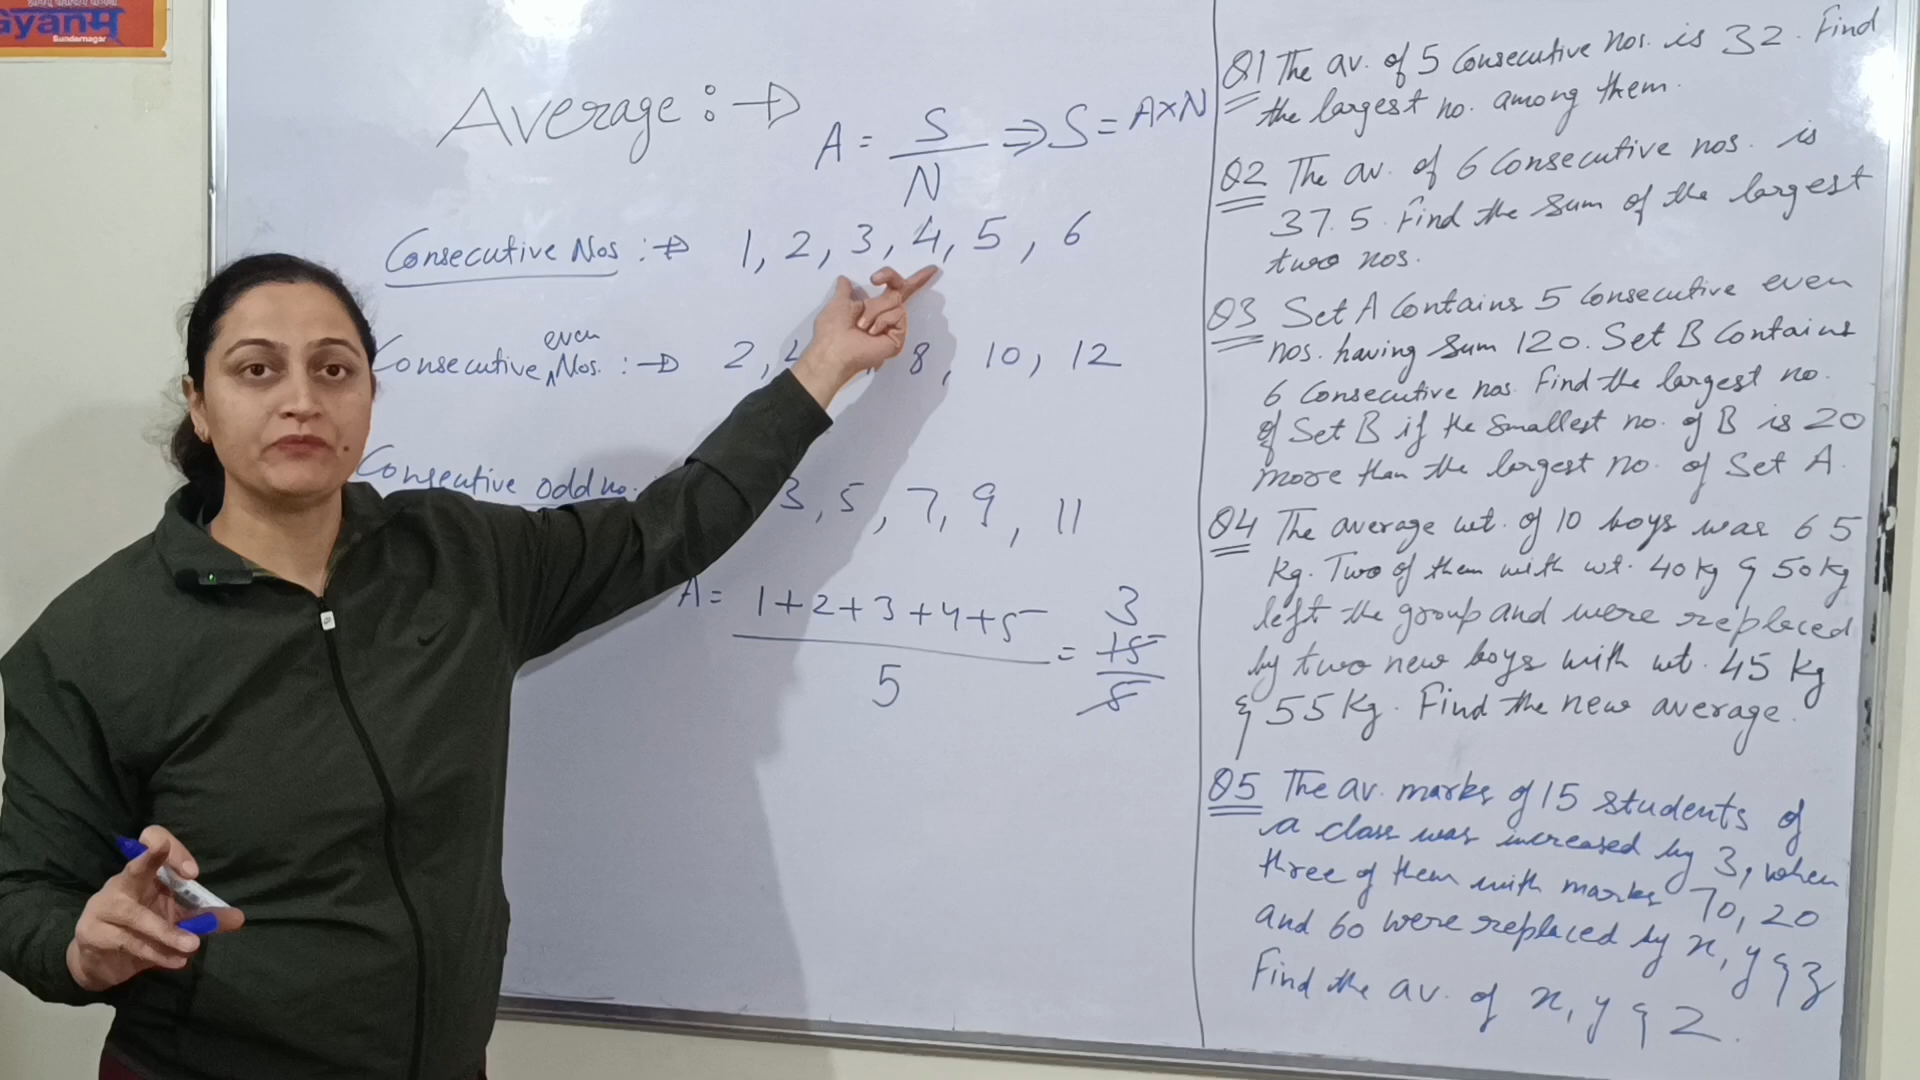 Gyanम
Sundernagar
Average :→
A = S/N ⇒ S = A×N
Consecutive Nos :→ 1, 2, 3, 4, 5, 6
even
Consecutive ^ Nos. :→ 2, 4 8, 10, 12
Consecutive odd no. 3, 5, 7, 9, 11
A = 1+2+3+4+5 / 5 = 15 / 5 3
Q1 The av. of 5 Consecutive nos. is 32. Find
the largest no. among them.
Q2 The av. of 6 Consecutive nos. is
37.5. Find the Sum of the largest
two nos.
Q3 Set A Contains 5 Consecutive even
nos. having Sum 120. Set B Contains
6 Consecutive nos. Find the largest no.
of Set B if the Smallest no. of B is 20
more than the largest no. of Set A.
Q4 The average wt. of 10 boys was 65
kg. Two of them with wt. 40kg & 50kg
left the group and were replaced
by two new boys with wt. 45 kg
& 55 Kg. Find the new average.
Q5 The av. marks of 15 students of
a class was increased by 3, when
three of them with marks 70, 20
and 60 were replaced by x, y & z
Find the av. of x, y & z.